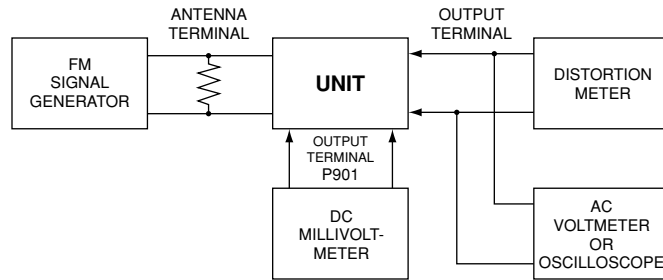 ANTENNA
TERMINAL
OUTPUT
TERMINAL
FM
SIGNAL
GENERATOR
UNIT
DISTORTION
METER
OUTPUT
TERMINAL
P901
DC
MILLIVOLT-
METER
AC
VOLTMETER
OR
OSCILLOSCOPE